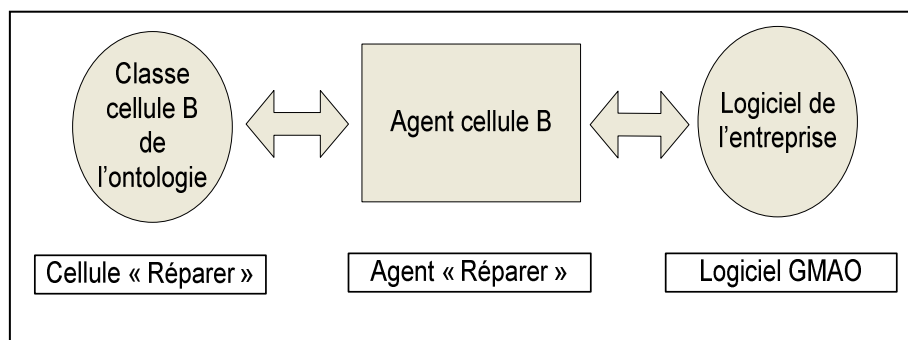 Classe
cellule B
de
l'ontologie
Agent cellule B
Logiciel de
l'entreprise
Cellule « Réparer »
Agent « Réparer »
Logiciel GMAO